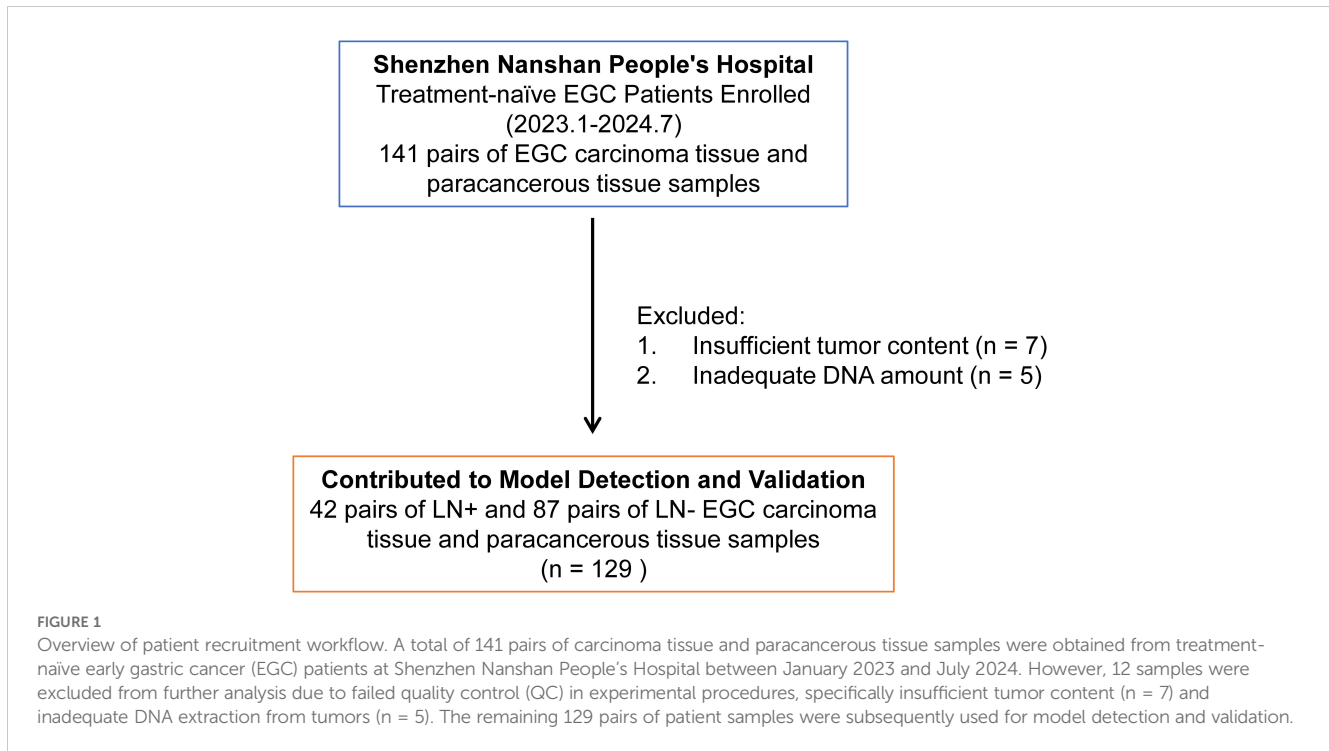 Shenzhen Nanshan People's Hospital
Treatment-naïve EGC Patients Enrolled
(2023.1-2024.7)
141 pairs of EGC carcinoma tissue and
paracancerous tissue samples
Excluded:
1. Insufficient tumor content (n = 7)
2. Inadequate DNA amount (n = 5)
Contributed to Model Detection and Validation
42 pairs of LN+ and 87 pairs of LN- EGC carcinoma
tissue and paracancerous tissue samples
(n = 129 )
FIGURE 1
Overview of patient recruitment workflow. A total of 141 pairs of carcinoma tissue and paracancerous tissue samples were obtained from treatment-
naïve early gastric cancer (EGC) patients at Shenzhen Nanshan People’s Hospital between January 2023 and July 2024. However, 12 samples were
excluded from further analysis due to failed quality control (QC) in experimental procedures, specifically insufficient tumor content (n = 7) and
inadequate DNA extraction from tumors (n = 5). The remaining 129 pairs of patient samples were subsequently used for model detection and validation.